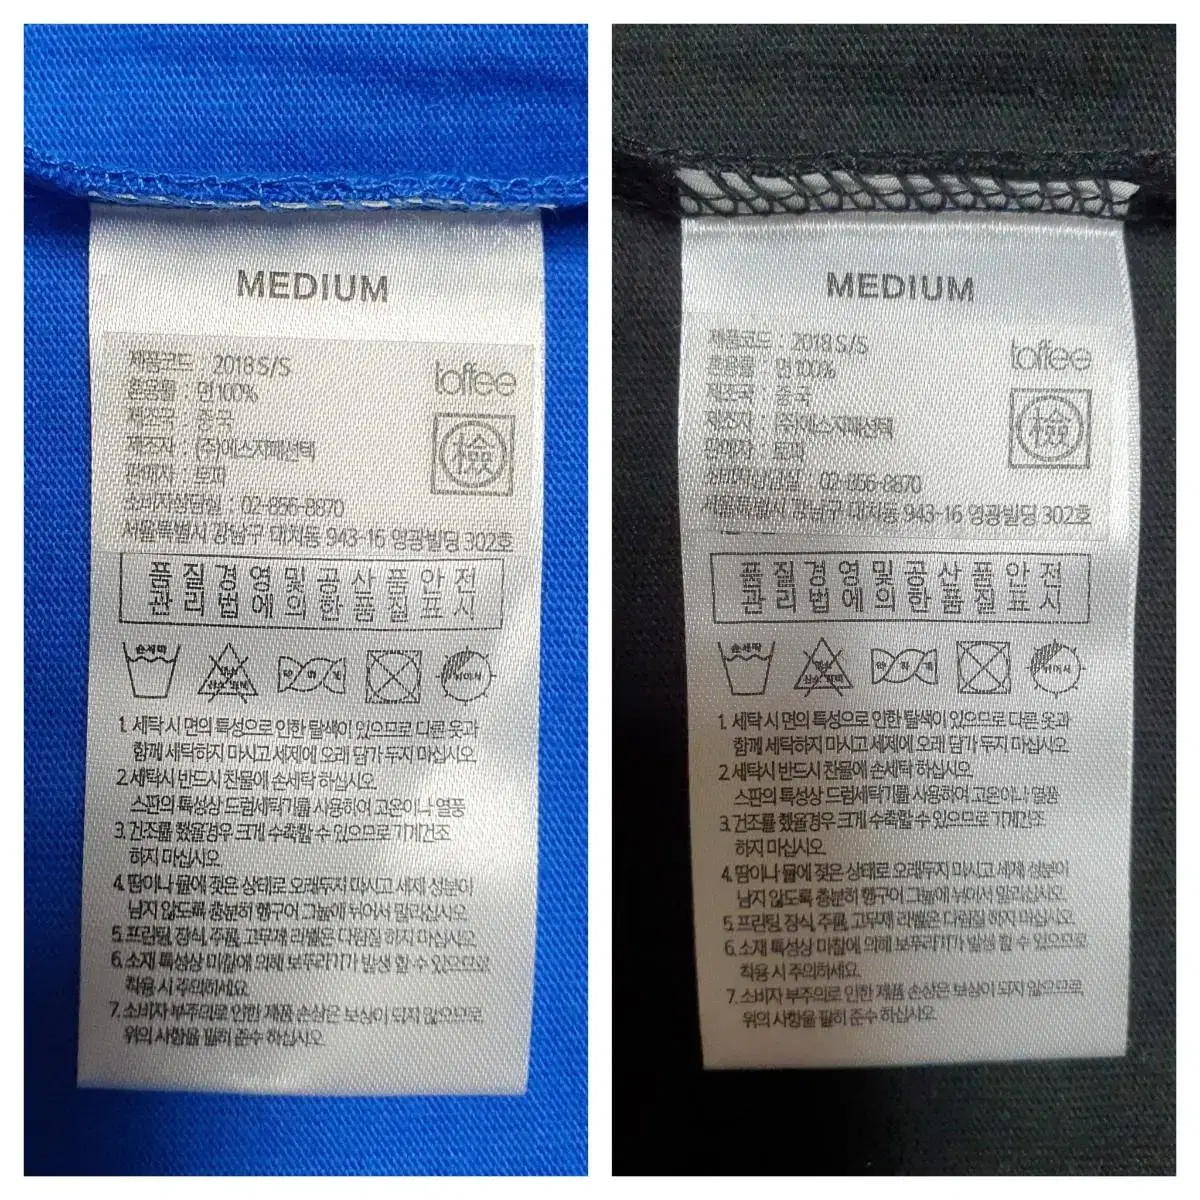 MEDIUM
제품코드 : 2018 S/S
toffee
혼용률 : 면100%
제조국 : 중국
제조자 : (주)에스지패션텍
檢
판매자 : 토피
소비자상담실 : 02-856-8870
서울특별시 강남구 대치동 943-16 영광빌딩 302호
품질경영및공산품안전
관리법에의한품질표시
손세탁
염소
산소 표백
약하게
뉘어서
1. 세탁 시 면의 특성으로 인한 탈색이 있으므로 다른 옷과
함께 세탁하지 마시고 세제에 오래 담가 두지 마십시오
2. 세탁시 반드시 찬물에 손세탁 하십시오.
스판의 특성상 드럼세탁기를 사용하여 고온이나 열풍
3. 건조를 했을경우 크게 수축할 수 있으므로 기계건조
하지 마십시오.
4. 땀이나 물에 젖은 상태로 오래두지 마시고 세제 성분이
남지 않도록 충분히 헹구어 그늘에 뉘어서 말리십시오
5. 프린팅, 장식, 주름, 고무제 라벨은 다림질 하지 마십시오
6. 소재 특성상 마찰에 의해 보푸라기가 발생 할 수 있으므로
착용 시 주의하세요.
7. 소비자 부주의로 인한 제품 손상은 보상이 되지 않으므로,
위의 사항을 필히 준수 하십시오.
MEDIUM
제품코드 : 2018 S/S
toffee
혼용률 : 면100%
제조국 : 중국
제조자 : (주)에스지패션텍
檢
판매자 : 토피
소비자상담실 : 02-856-8870
서울특별시 강남구 대치동 943-16 영광빌딩 302호
품질경영및공산품안전
관리법에의한품질표시
손세탁
염소
산소 표백
약하게
뉘어서
1. 세탁 시 면의 특성으로 인한 탈색이 있으므로 다른 옷과
함께 세탁하지 마시고 세제에 오래 담가 두지 마십시오
2. 세탁시 반드시 찬물에 손세탁 하십시오.
스판의 특성상 드럼세탁기를 사용하여 고온이나 열풍
3. 건조를 했을경우 크게 수축할 수 있으므로 기계건조
하지 마십시오.
4. 땀이나 물에 젖은 상태로 오래두지 마시고 세제 성분이
남지 않도록 충분히 헹구어 그늘에 뉘어서 말리십시오
5. 프린팅, 장식, 주름, 고무제 라벨은 다림질 하지 마십시오
6. 소재 특성상 마찰에 의해 보푸라기가 발생 할 수 있으므로
착용 시 주의하세요.
7. 소비자 부주의로 인한 제품 손상은 보상이 되지 않으므로,
위의 사항을 필히 준수 하십시오.